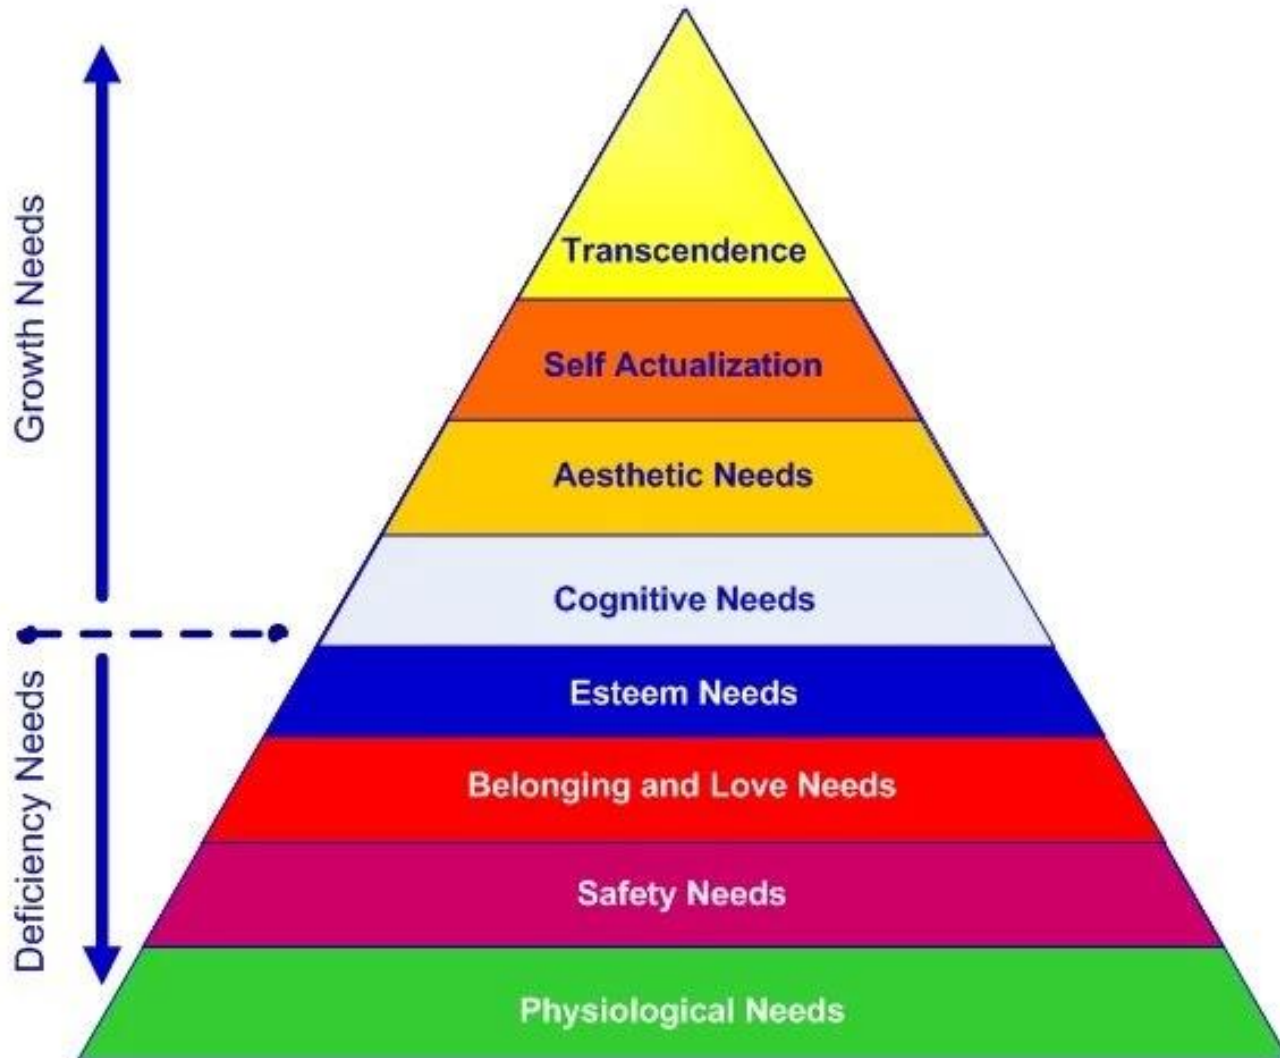 Growth Needs
Deficiency Needs
Transcendence
Self Actualization
Aesthetic Needs
Cognitive Needs
Esteem Needs
Belonging and Love Needs
Safety Needs
Physiological Needs